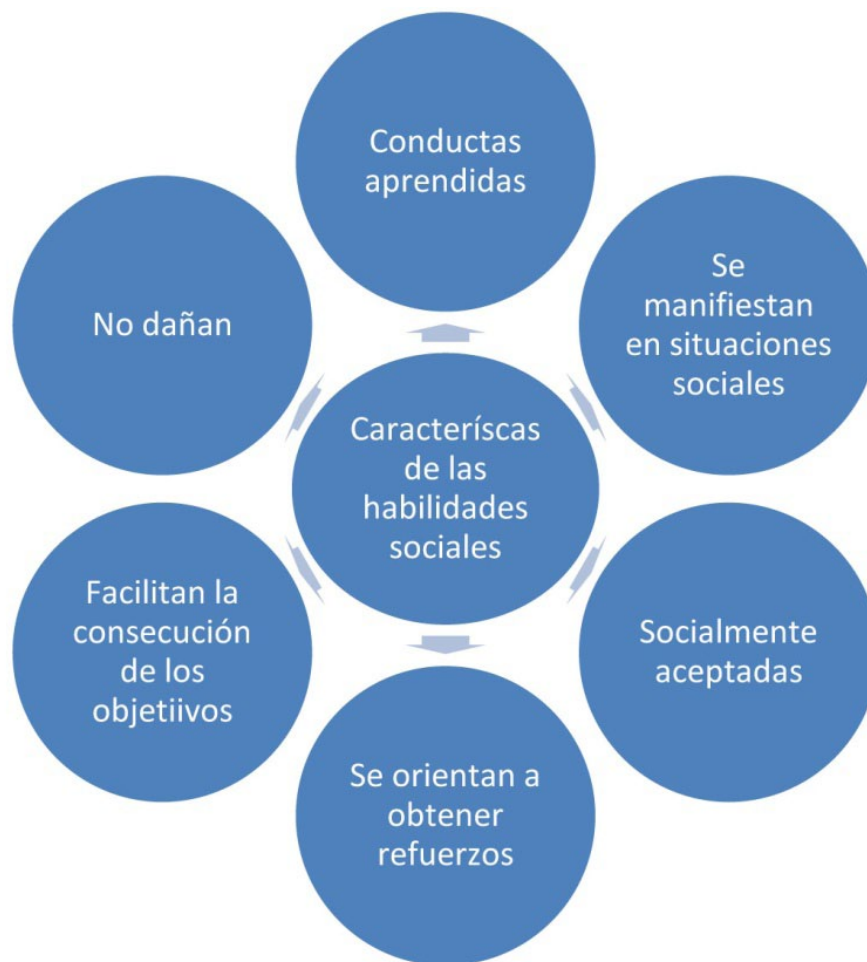 Conductas
aprendidas
Se
manifiestan
en situaciones
sociales
Socialmente
aceptadas
Se orientan a
obtener
refuerzos
Facilitan la
consecución
de los
objetiivos
No dañan
Caracteríscas
de las
habilidades
sociales